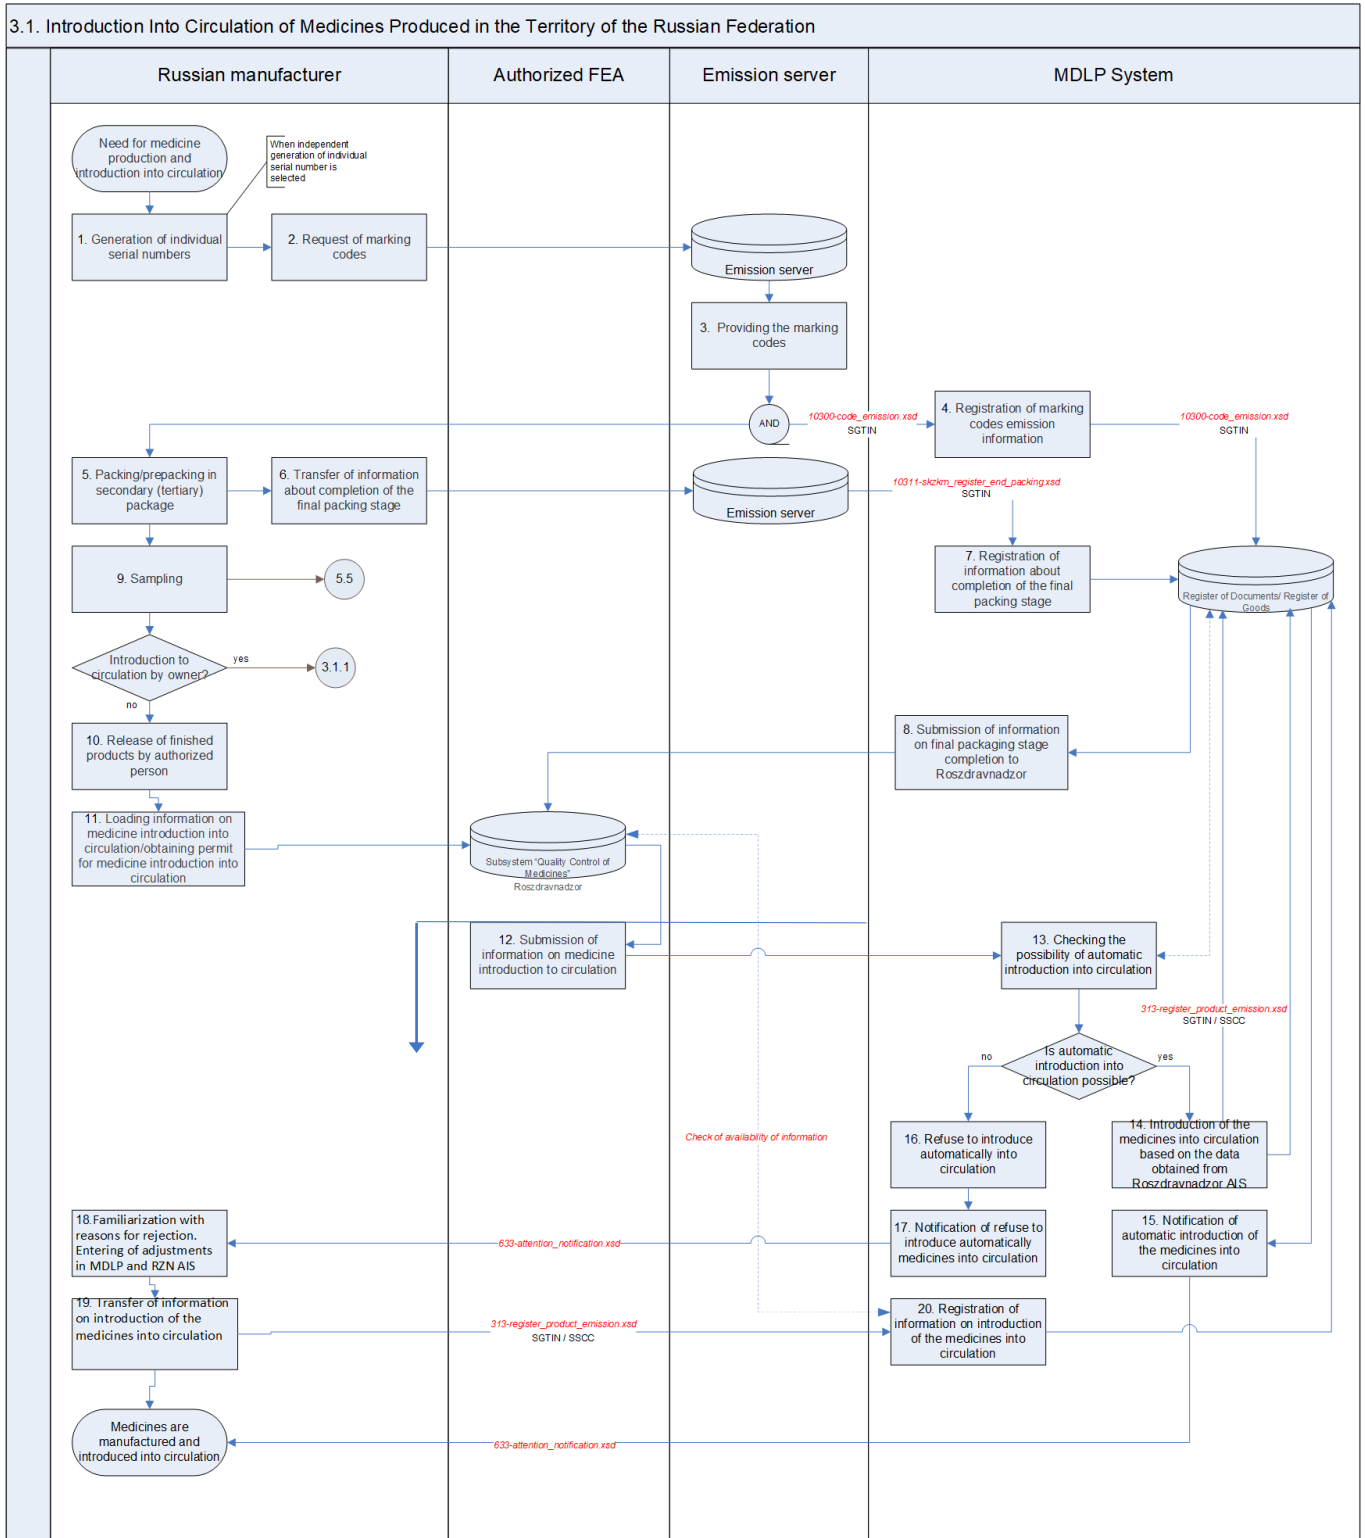 3.1. Introduction Into Circulation of Medicines Produced in the Territory of the Russian Federation
Russian manufacturer
Authorized FEA
Emission server
MDLP System
Need for medicine
production and
introduction into circulation
When independent
generation of individual
serial number is
selected
1. Generation of individual
serial numbers
2. Request of marking
codes
Emission server
3. Providing the marking
codes
AND
10300-code_emission.xsd
SGTIN
4. Registration of marking
codes emission
information
10300-code_emission.xsd
SGTIN
5. Packing/prepacking in
secondary (tertiary)
package
6. Transfer of information
about completion of the
final packing stage
Emission server
10311-skzkm_register_end_packing.xsd
SGTIN
7. Registration of
information about
completion of the final
packing stage
Register of Documents/ Register of
Goods
9. Sampling
5.5
Introduction to
circulation by owner?
yes
3.1.1
no
10. Release of finished
products by authorized
person
8. Submission of information
on final packaging stage
completion to
Roszdravnadzor
11. Loading information on
medicine introduction into
circulation/obtaining permit
for medicine introduction into
circulation
Subsystem "Quality Control of
Medicines"
Roszdravnadzor
12. Submission of
information on medicine
introduction to circulation
13. Checking the
possibility of automatic
introduction into circulation
313-register_product_emission.xsd
SGTIN / SSCC
no
Is automatic
introduction into
circulation possible?
yes
Check of availability of information
16. Refuse to introduce
automatically into
circulation
14. Introduction of the
medicines into circulation
based on the data
obtained from
Roszdravnadzor AIS
18.Familiarization with
reasons for rejection.
Entering of adjustments
in MDLP and RZN AIS
633-attention_notification.xsd
17. Notification of refuse to
introduce automatically
medicines into circulation
15. Notification of
automatic introduction of
the medicines into
circulation
19. Transfer of information
on introduction of the
medicines into circulation
313-register_product_emission.xsd
SGTIN / SSCC
20. Registration of
information on introduction
of the medicines into
circulation
Medicines are
manufactured and
introduced into circulation
633-attention_notification.xsd